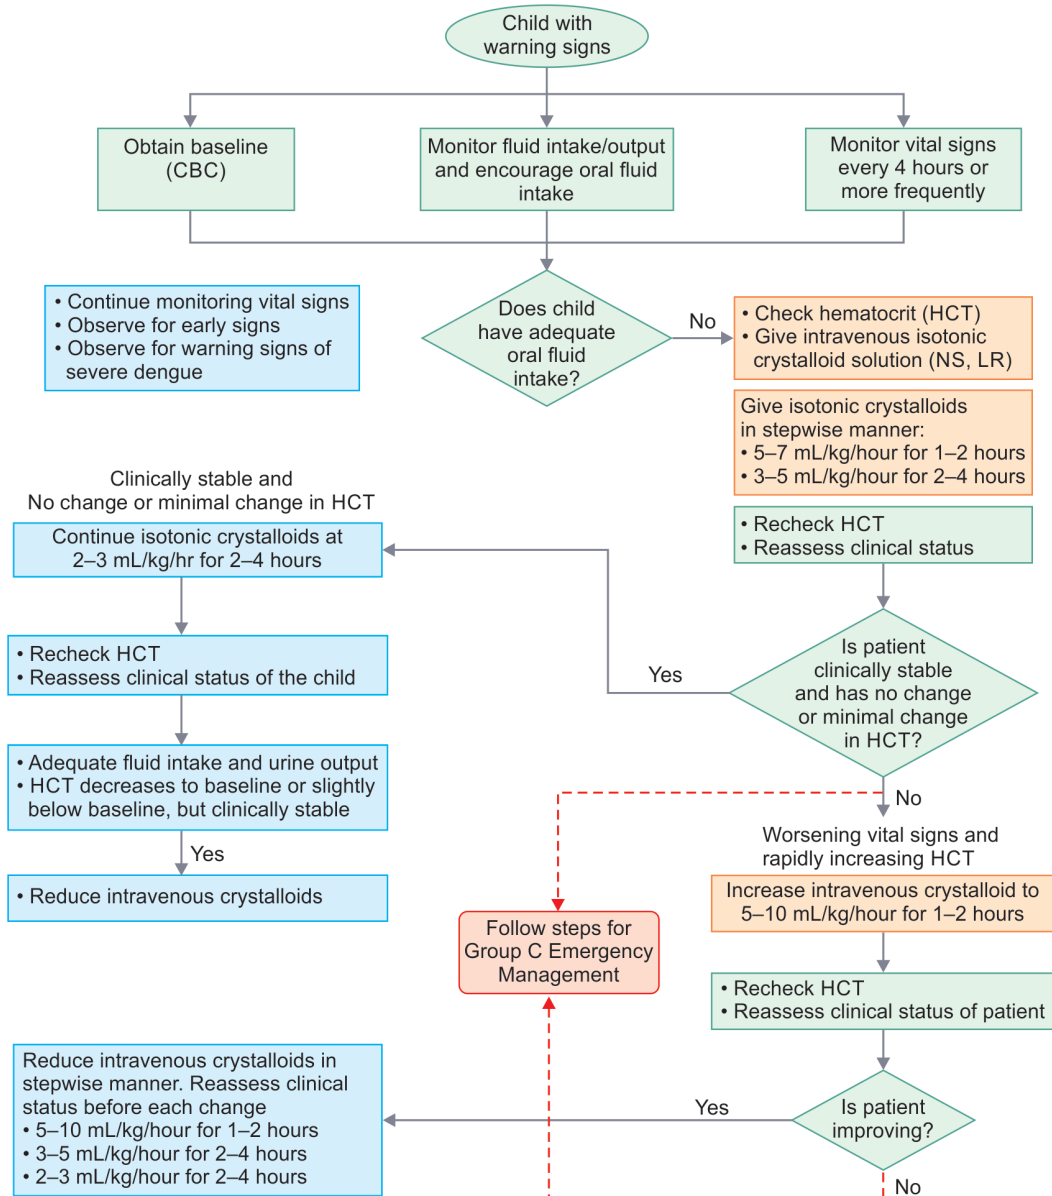 Child with
warning signs
Obtain baseline
(CBC)
Monitor fluid intake/output
and encourage oral fluid
intake
Monitor vital signs
every 4 hours or
more frequently
• Continue monitoring vital signs
• Observe for early signs
• Observe for warning signs of
severe dengue
Does child
have adequate
oral fluid
intake?
No
• Check hematocrit (HCT)
• Give intravenous isotonic
crystalloid solution (NS, LR)
Give isotonic crystalloids
in stepwise manner:
• 5–7 mL/kg/hour for 1–2 hours
• 3–5 mL/kg/hour for 2–4 hours
• Recheck HCT
• Reassess clinical status
Is patient
clinically stable
and has no change
or minimal change
in HCT?
Yes
Clinically stable and
No change or minimal change in HCT
Continue isotonic crystalloids at
2–3 mL/kg/hr for 2–4 hours
• Recheck HCT
• Reassess clinical status of the child
• Adequate fluid intake and urine output
• HCT decreases to baseline or slightly
below baseline, but clinically stable
Yes
• Reduce intravenous crystalloids
No
Worsening vital signs and
rapidly increasing HCT
Increase intravenous crystalloid to
5–10 mL/kg/hour for 1–2 hours
Follow steps for
Group C Emergency
Management
• Recheck HCT
• Reassess clinical status of patient
Is patient
improving?
Yes
Reduce intravenous crystalloids in
stepwise manner. Reassess clinical
status before each change
• 5–10 mL/kg/hour for 1–2 hours
• 3–5 mL/kg/hour for 2–4 hours
• 2–3 mL/kg/hour for 2–4 hours
No